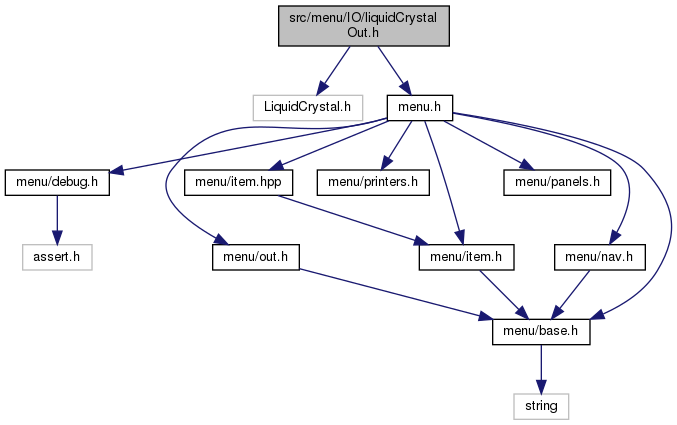 src/menu/IO/liquidCrystal
Out.h
LiquidCrystal.h
menu.h
menu/debug.h
menu/item.hpp
menu/printers.h
menu/panels.h
assert.h
menu/out.h
menu/item.h
menu/nav.h
menu/base.h
string